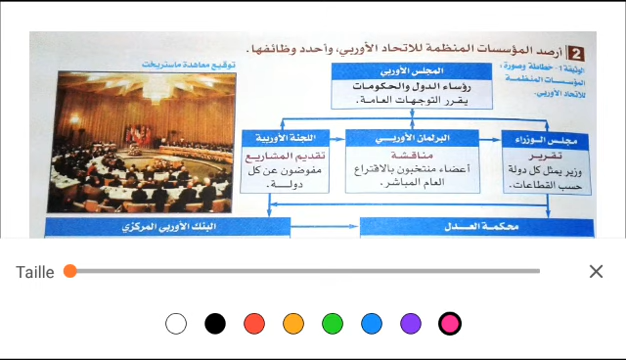 2 أرصد المؤسسات المنظمة للاتحاد الأوربي، وأحدد وظائفها.
الوثيقة 1: خطاطة وصورة،
المؤسسات المنظمة
للاتحاد الأوربي.
توقيع معاهدة ماستريخت
المجلس الأوربي
رؤساء الدول والحكومات
يقرر التوجهات العامة.
مجلس الوزراء
تقرير
وزير يمثل كل دولة
حسب القطاعات.
البرلمان الأوربي
مناقشة
أعضاء منتخبون بالاقتراع
العام المباشر.
اللجنة الأوربية
تقديم المشاريع
مفوضون عن كل
دولة.
محكمة العدل
البنك الأوربي المركزي
Taille